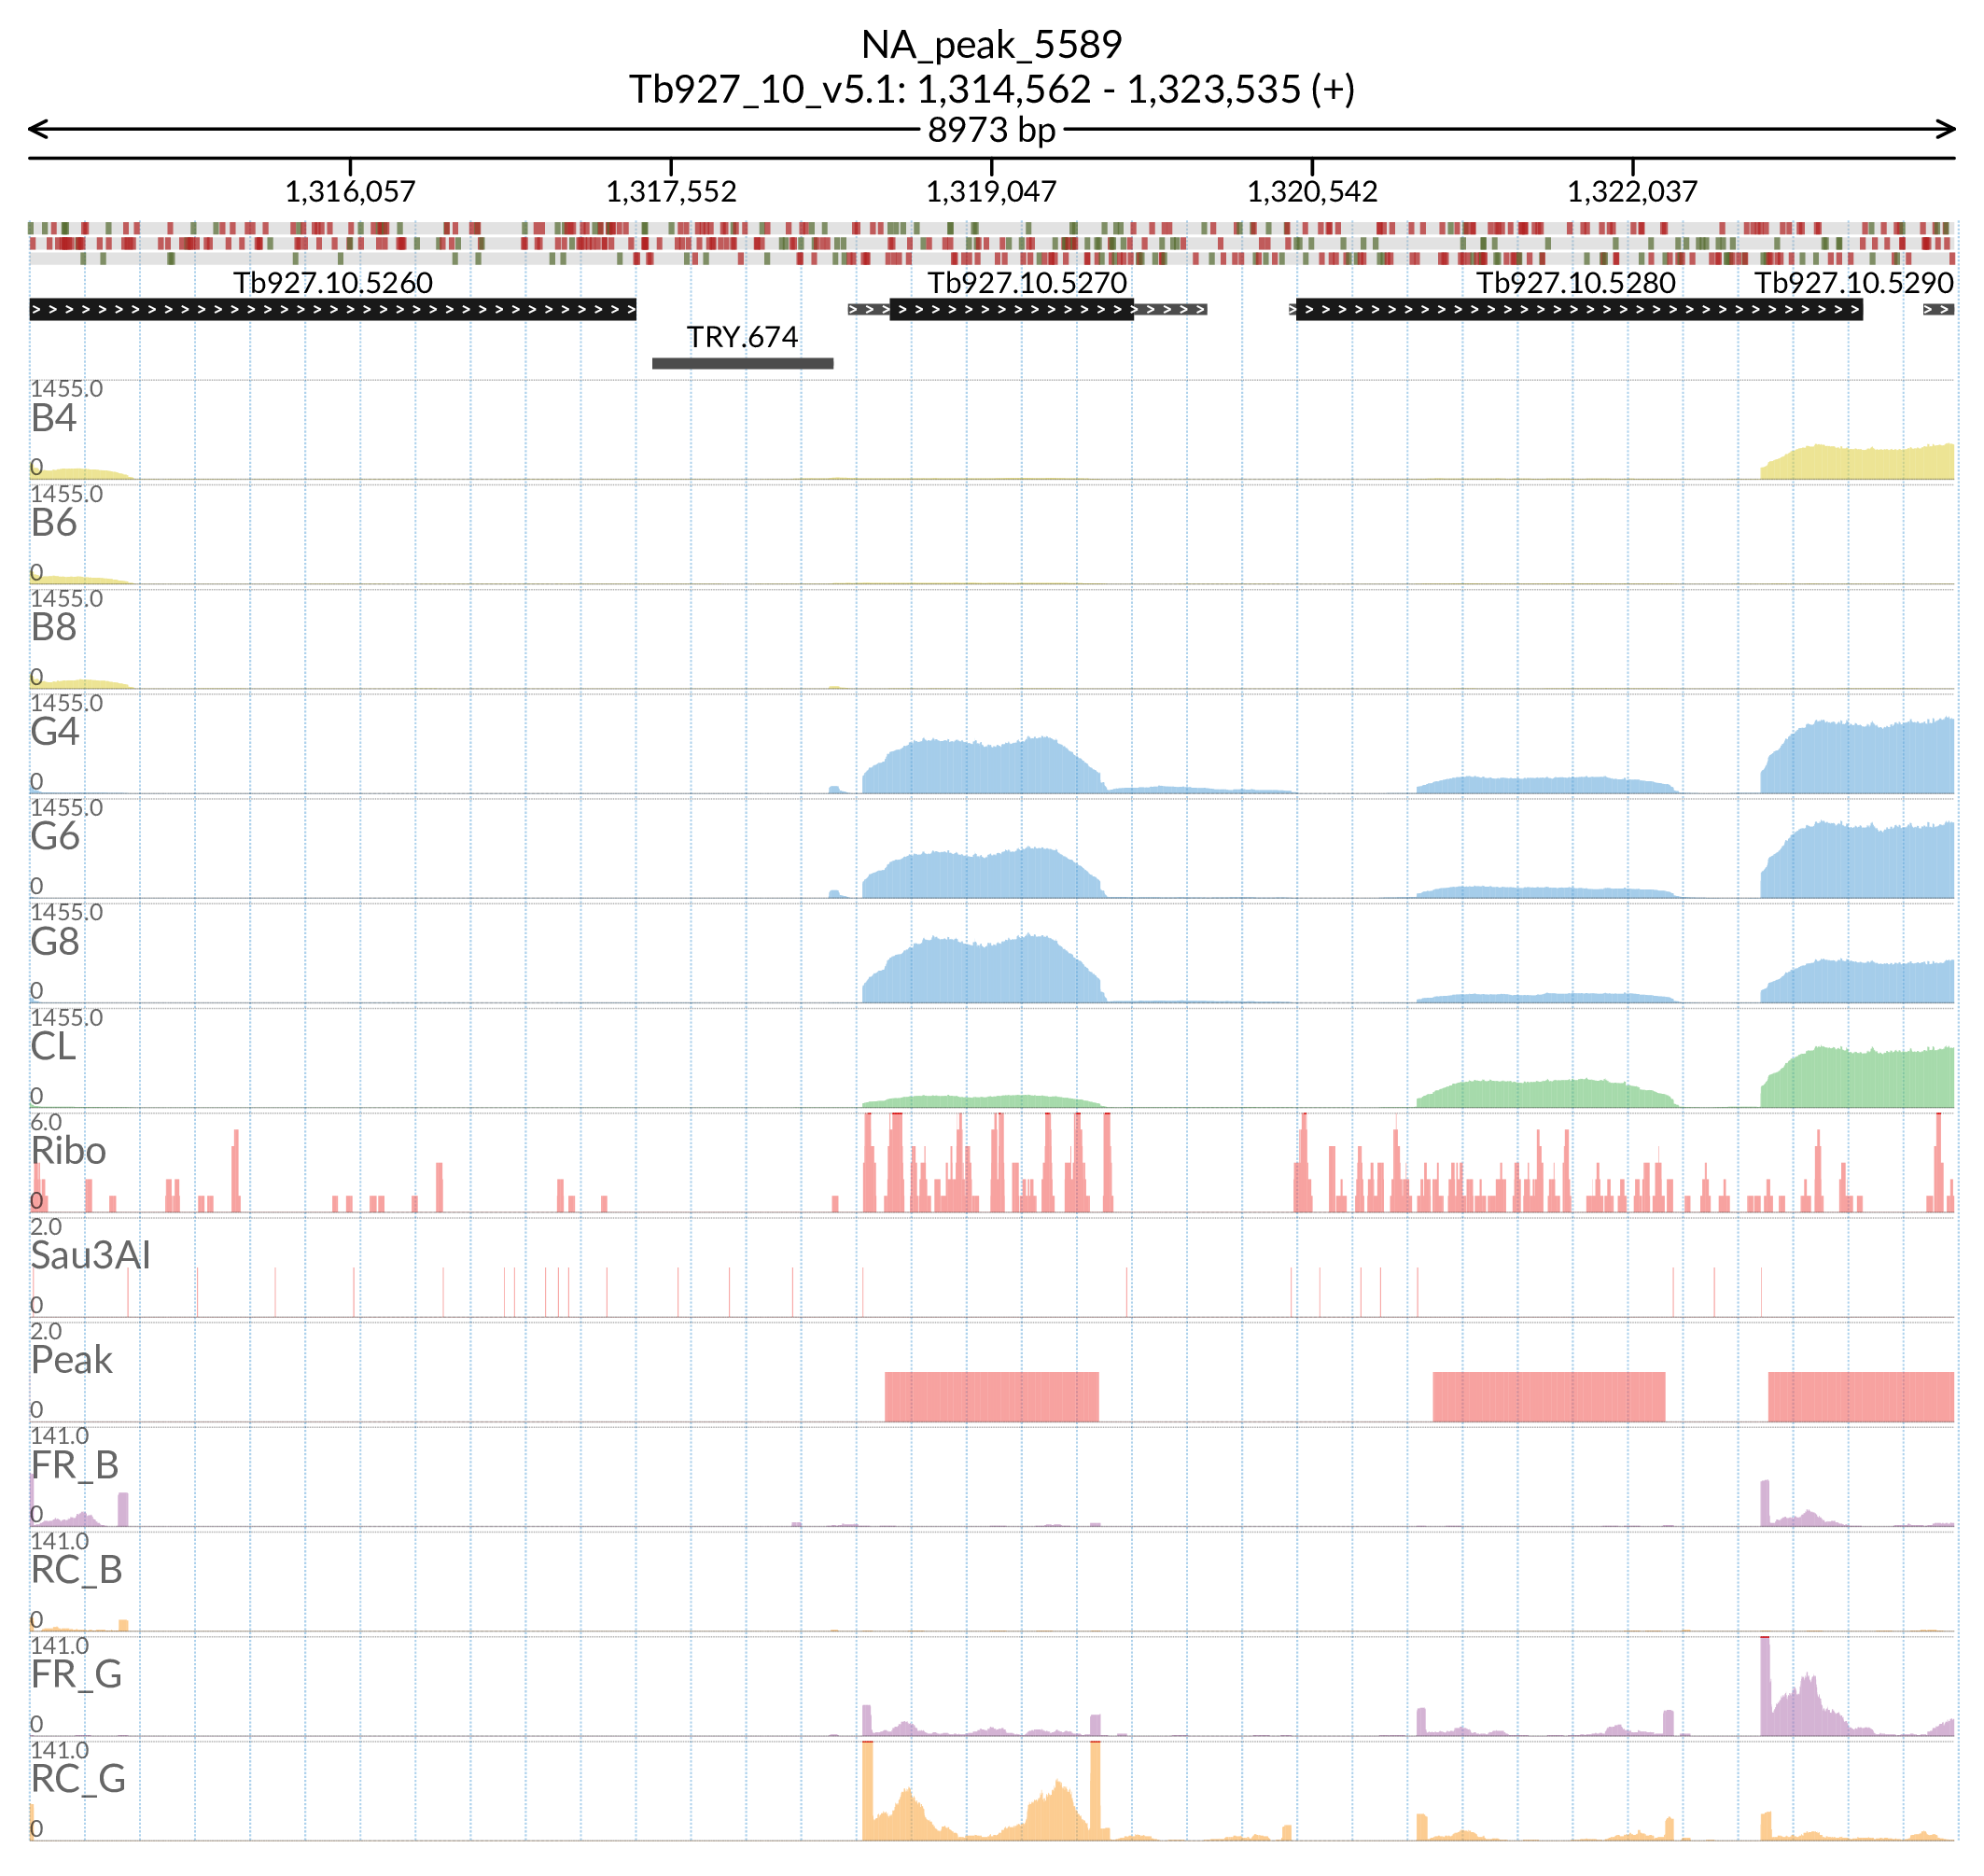 NA_peak_5589
Tb927_10_v5.1: 1,314,562 - 1,323,535 (+)
8973 bp
1,316,057 1,317,552 1,319,047 1,320,542 1,322,037
Tb927.10.5260 Tb927.10.5270 Tb927.10.5280 Tb927.10.5290
TRY.674
1455.0
B4
0
1455.0
B6
0
1455.0
B8
0
1455.0
G4
0
1455.0
G6
0
1455.0
G8
0
1455.0
CL
0
6.0
Ribo
0
2.0
Sau3AI
0
2.0
Peak
0
141.0
FR_B
0
141.0
RC_B
0
141.0
FR_G
0
141.0
RC_G
0